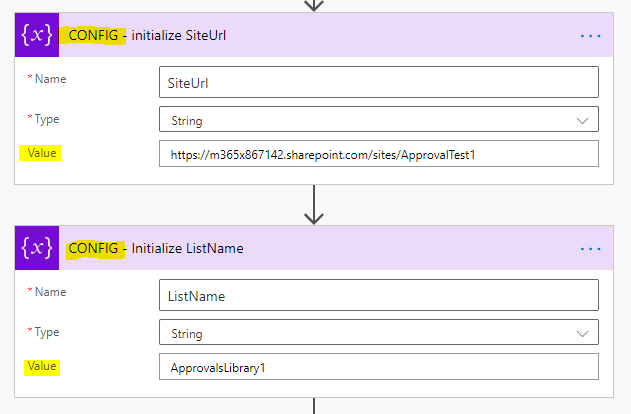 {x} CONFIG - initialize SiteUrl ...
* Name SiteUrl
* Type String
Value https://m365x867142.sharepoint.com/sites/ApprovalTest1
{x} CONFIG - Initialize ListName ...
* Name ListName
* Type String
Value ApprovalsLibrary1